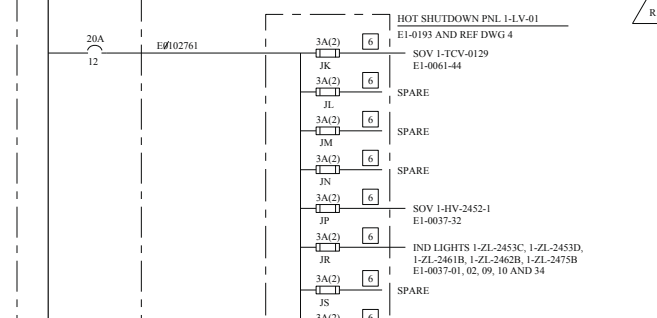 R
HOT SHUTDOWN PNL 1-LV-01
E1-0193 AND REF DWG 4
20A
12
EØ102761
3A(2)
6
JK
SOV 1-TCV-0129
E1-0061-44
3A(2)
6
JL
SPARE
3A(2)
6
JM
SPARE
3A(2)
6
JN
SPARE
3A(2)
6
JP
SOV 1-HV-2452-1
E1-0037-32
3A(2)
6
JR
IND LIGHTS 1-ZL-2453C, 1-ZL-2453D,
1-ZL-2461B, 1-ZL-2462B, 1-ZL-2475B
E1-0037-01, 02, 09, 10 AND 34
3A(2)
6
JS
SPARE
3A(2)
6